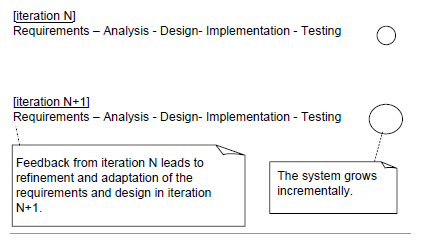 [iteration N]
Requirements – Analysis - Design- Implementation - Testing
[iteration N+1]
Requirements – Analysis - Design- Implementation - Testing
Feedback from iteration N leads to
refinement and adaptation of the
requirements and design in iteration
N+1.
The system grows
incrementally.